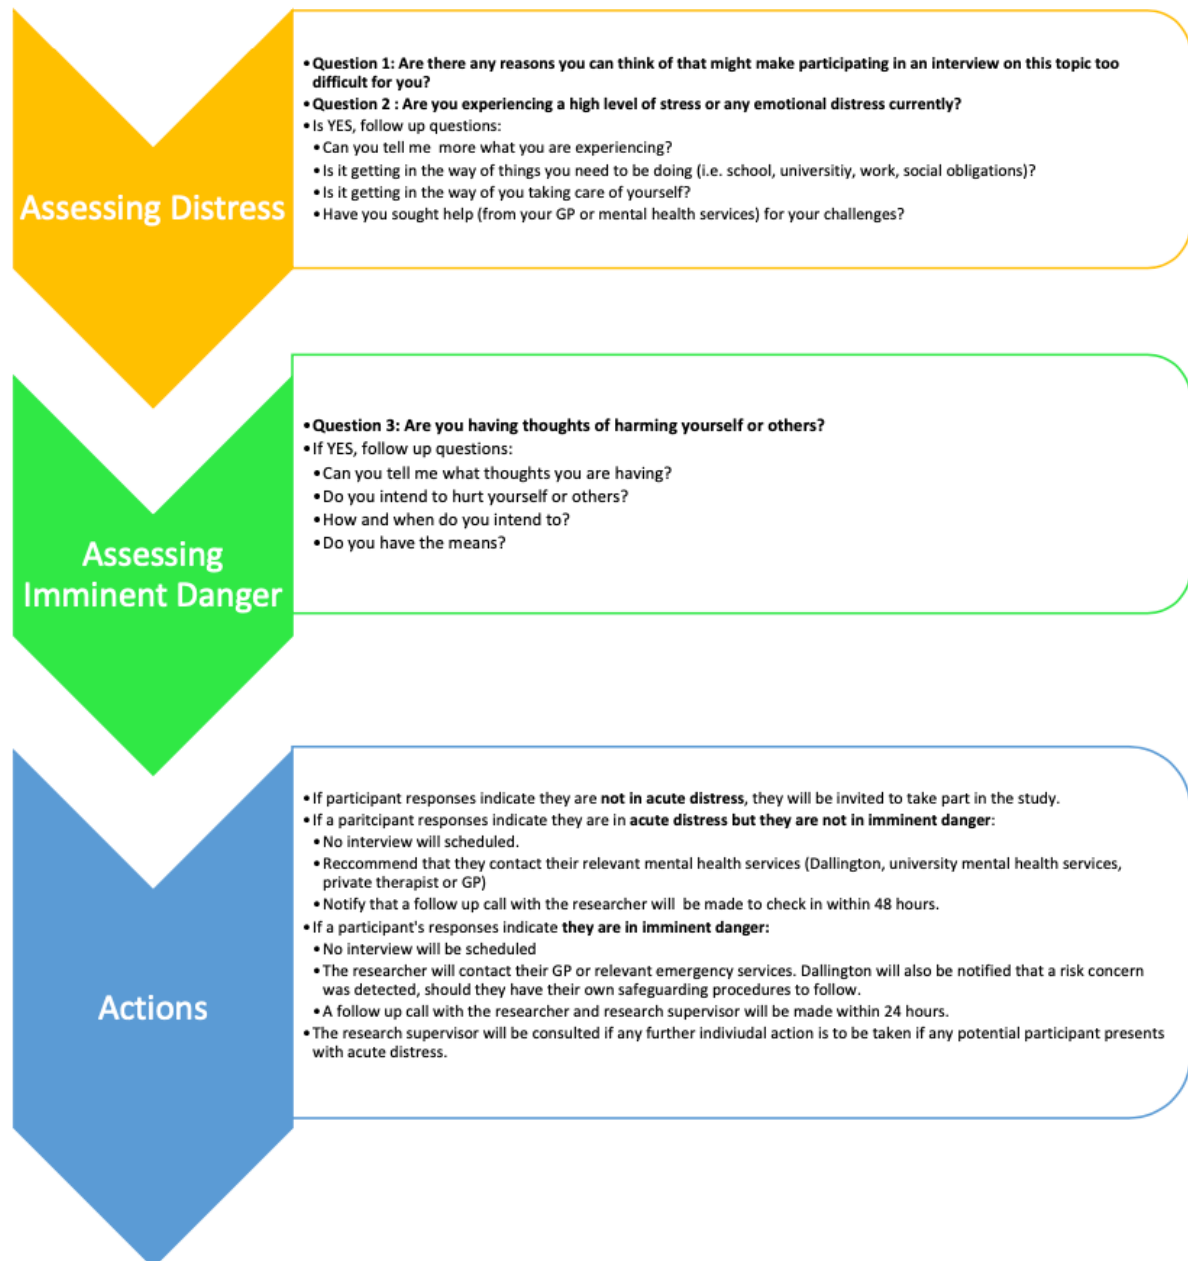 Assessing Distress
•Question 1: Are there any reasons you can think of that might make participating in an interview on this topic too
difficult for you?
•Question 2 : Are you experiencing a high level of stress or any emotional distress currently?
•Is YES, follow up questions:
•Can you tell me  more what you are experiencing?
•Is it getting in the way of things you need to be doing (i.e. school, universitiy, work, social obligations)?
•Is it getting in the way of you taking care of yourself?
•Have you sought help (from your GP or mental health services) for your challenges?
Assessing
Imminent Danger
•Question 3: Are you having thoughts of harming yourself or others?
•If YES, follow up questions:
•Can you tell me what thoughts you are having?
•Do you intend to hurt yourself or others?
•How and when do you intend to?
•Do you have the means?
Actions
•If participant responses indicate they are not in acute distress, they will be invited to take part in the study.
•If a paritcipant responses indicate they are in acute distress but they are not in imminent danger:
•No interview will scheduled.
•Reccommend that they contact their relevant mental health services (Dallington, university mental health services,
private therapist or GP)
•Notify that a follow up call with the researcher will  be made to check in within 48 hours.
•If a participant's responses indicate they are in imminent danger:
•No interview will be scheduled
•The researcher will contact their GP or relevant emergency services. Dallington will also be notified that a risk concern
was detected, should they have their own safeguarding procedures to follow.
•A follow up call with the researcher and research supervisor will be made within 24 hours.
•The research supervisor will be consulted if any further indiviudal action is to be taken if any potential participant presents
with acute distress.